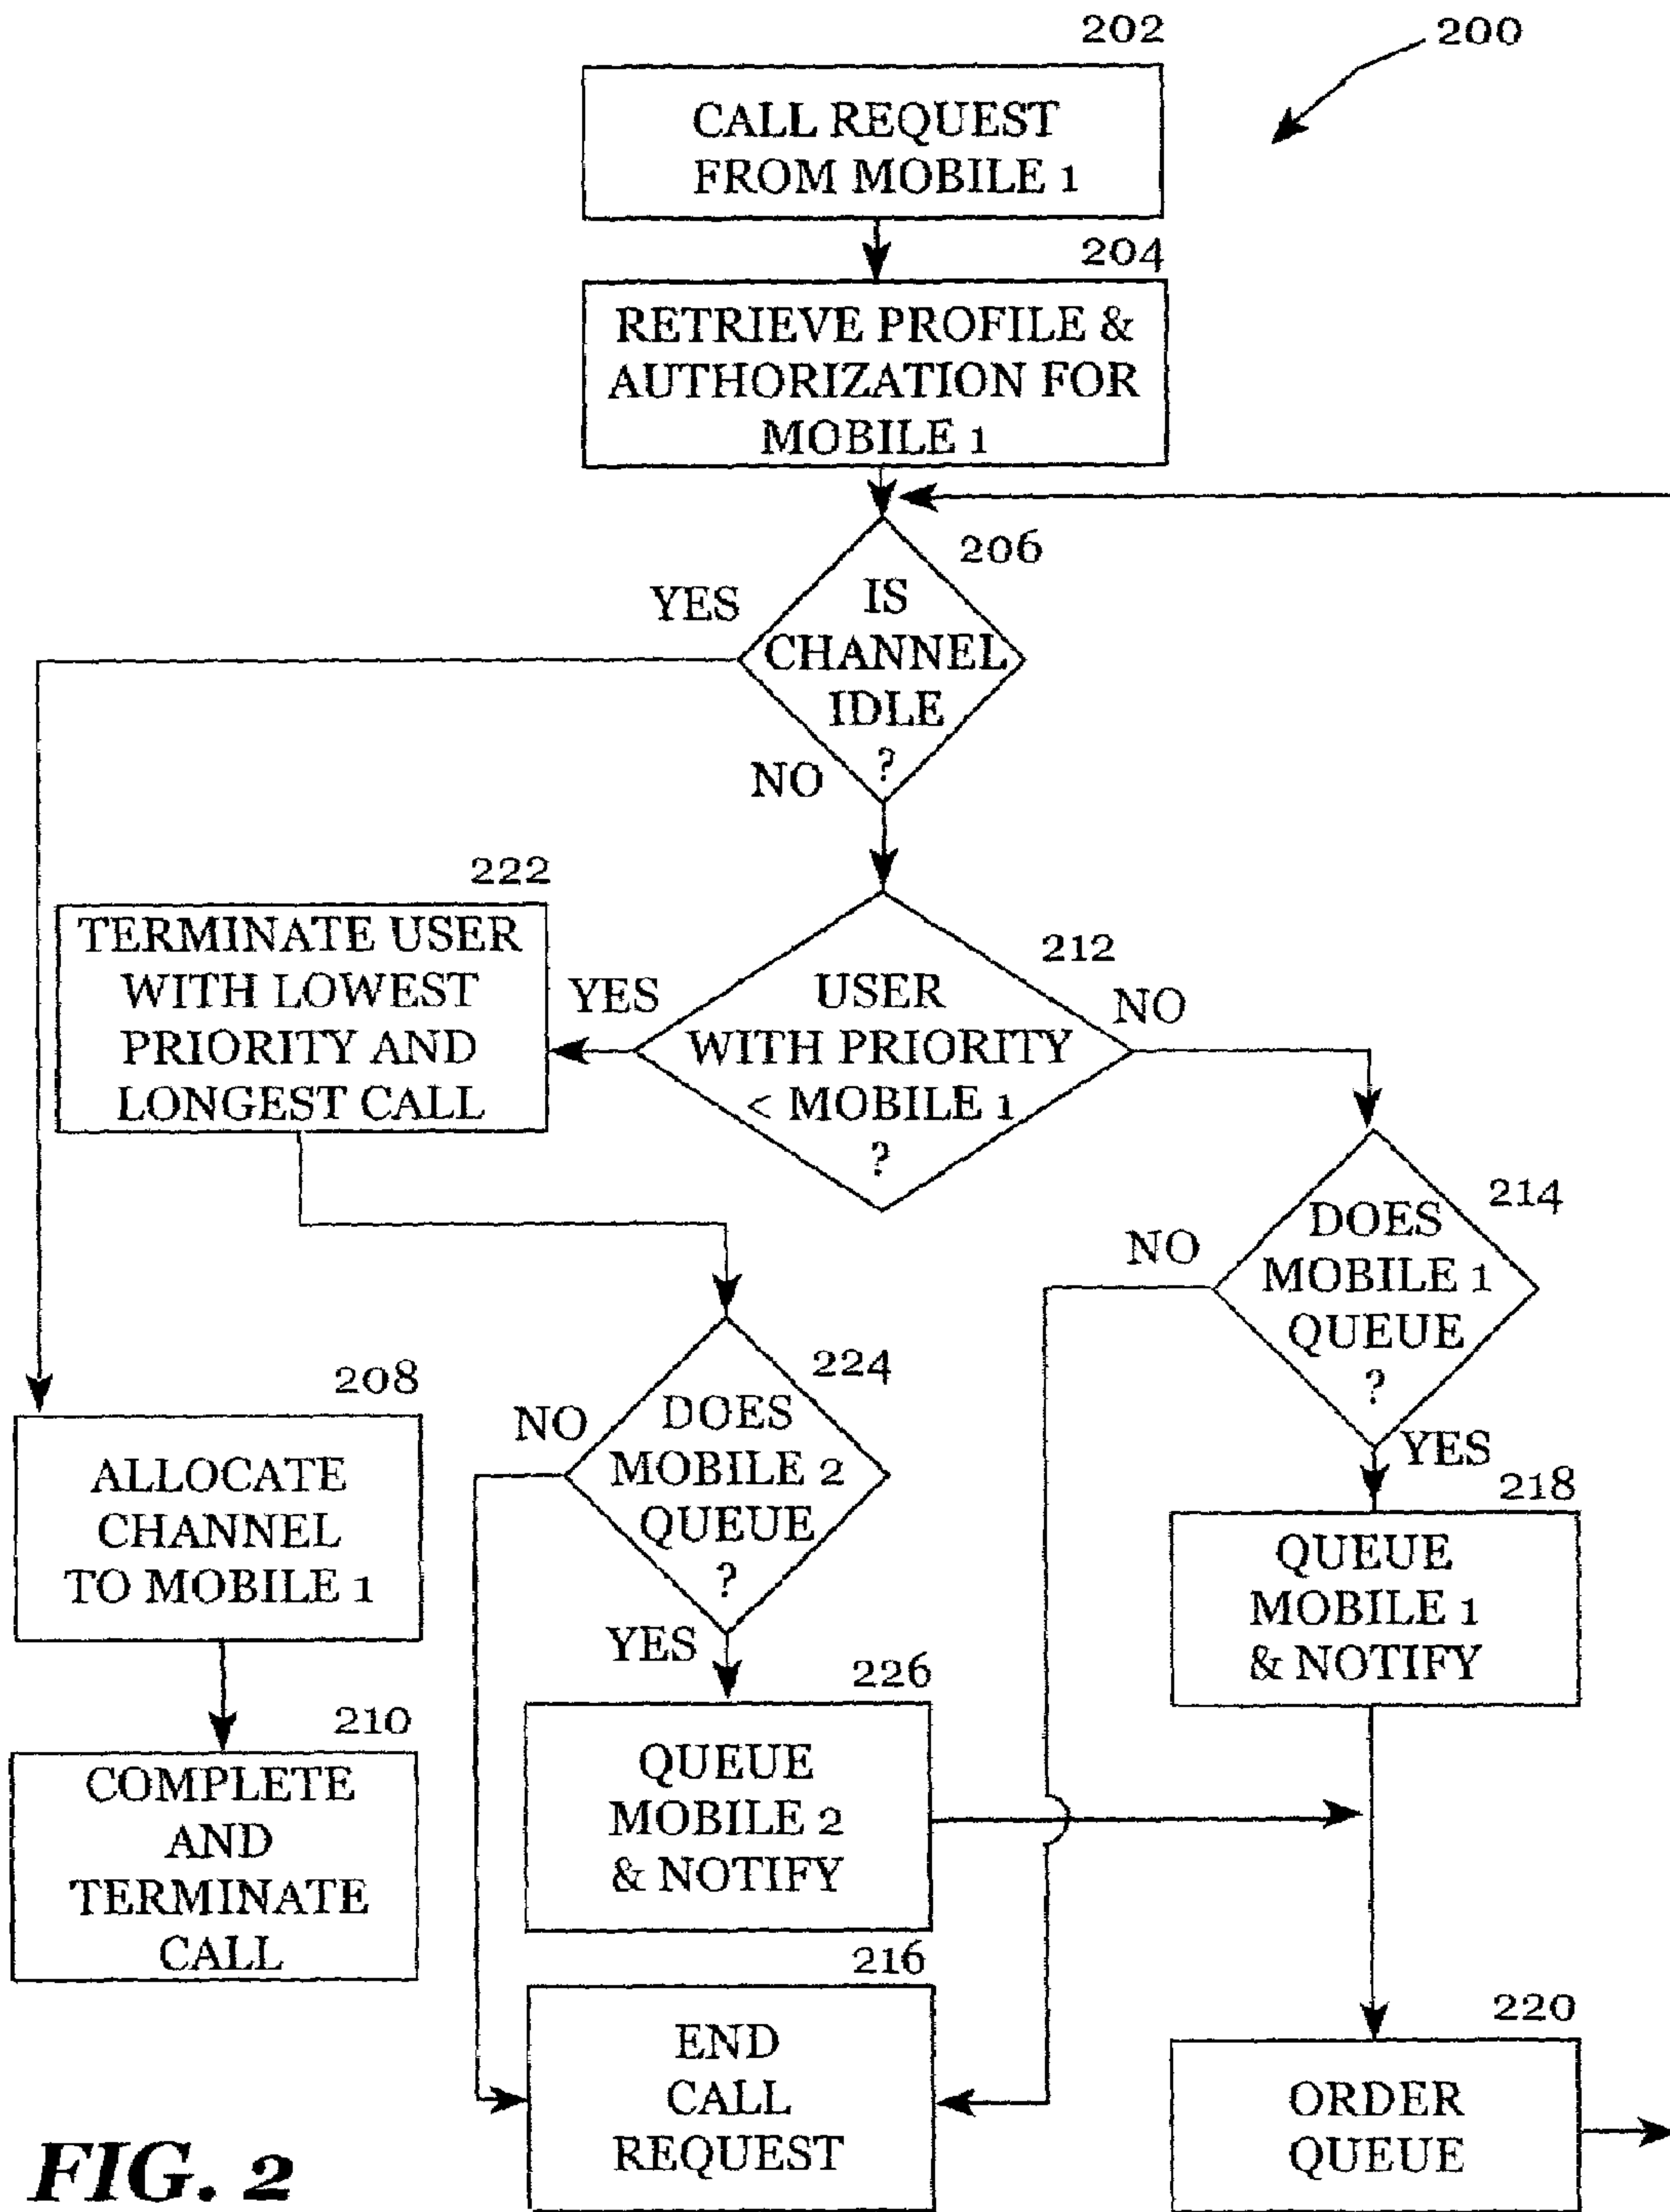 202
200
CALL REQUEST
FROM MOBILE 1
204
RETRIEVE PROFILE &
AUTHORIZATION FOR
MOBILE 1
206
YES
IS
CHANNEL
IDLE
?
NO
222
TERMINATE USER
WITH LOWEST
PRIORITY AND
LONGEST CALL
YES
212
USER
WITH PRIORITY
< MOBILE 1
?
NO
214
NO
DOES
MOBILE 1
QUEUE
?
YES
224
NO
DOES
MOBILE 2
QUEUE
?
YES
208
ALLOCATE
CHANNEL
TO MOBILE 1
218
QUEUE
MOBILE 1
& NOTIFY
210
COMPLETE
AND
TERMINATE
CALL
226
QUEUE
MOBILE 2
& NOTIFY
216
END
CALL
REQUEST
220
ORDER
QUEUE
FIG. 2